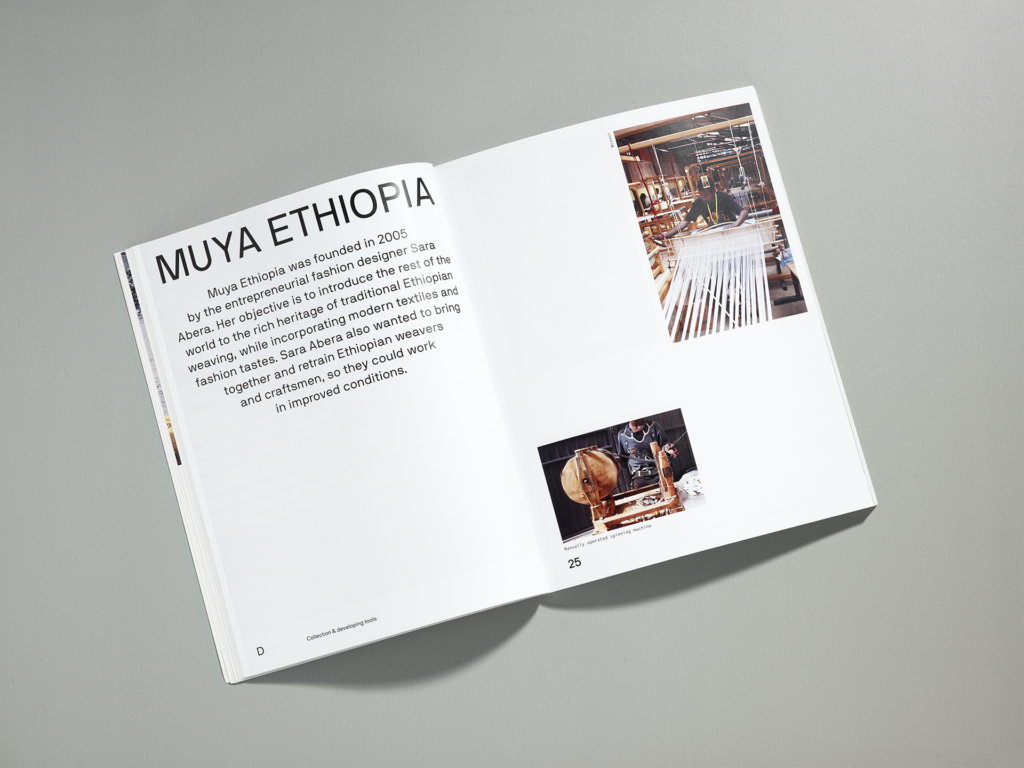 MUYA ETHIOPIA
Muya Ethiopia was founded in 2005
by the entrepreneurial fashion designer Sara
Abera. Her objective is to introduce the rest of the
world to the rich heritage of traditional Ethiopian
weaving, while incorporating modern textiles and
fashion tastes. Sara Abera also wanted to bring
together and retrain Ethiopian weavers
and craftsmen, so they could work
in improved conditions.
D
Collection & developing tools
Manually operated spinning machine
25